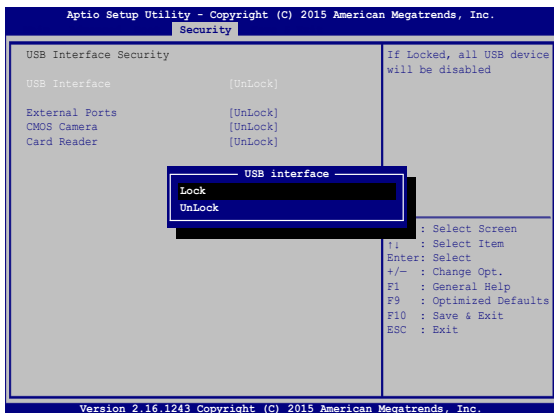 Aptio Setup Utility - Copyright (C) 2015 American Megatrends, Inc.
Security
USB Interface Security
USB Interface [UnLock]
External Ports [UnLock]
CMOS Camera [UnLock]
Card Reader [UnLock]
If Locked, all USB device
will be disabled
USB interface
Lock
UnLock
: Select Screen
↑↓ : Select Item
Enter: Select
+/— : Change Opt.
F1 : General Help
F9 : Optimized Defaults
F10 : Save & Exit
ESC : Exit
Version 2.16.1243 Copyright (C) 2015 American Megatrends, Inc.